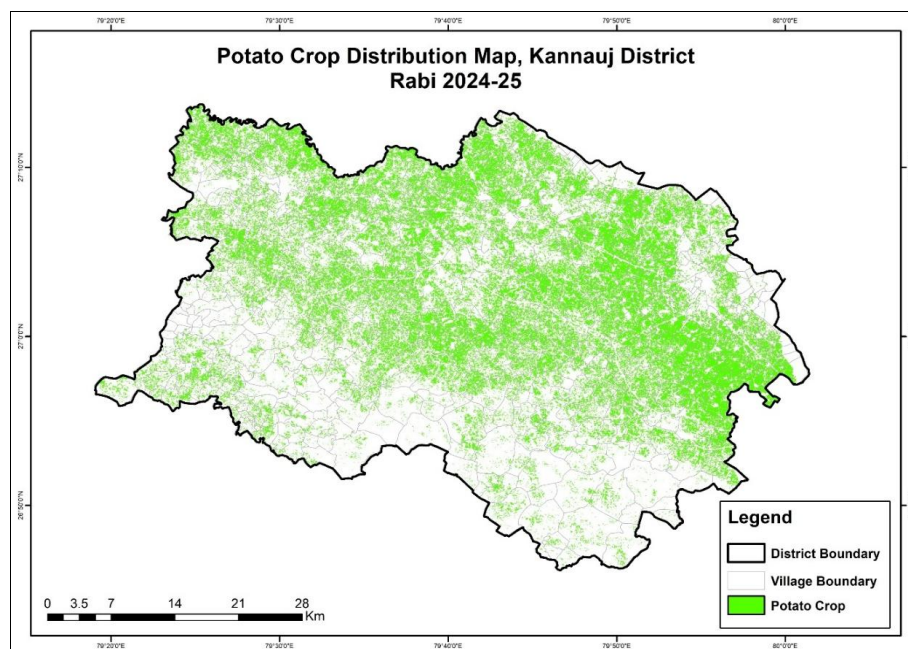 79°20'0"E 79°30'0"E 79°40'0"E 79°50'0"E 80°0'0"E
Potato Crop Distribution Map, Kannauj District
Rabi 2024-25
27°10'0"N
27°0'0"N
26°50'0"N
Legend
District Boundary
Village Boundary
Potato Crop
0 3.5 7 14 21 28
Km
79°20'0"E 79°30'0"E 79°40'0"E 79°50'0"E 80°0'0"E